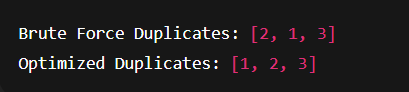 Brute Force Duplicates: [2, 1, 3]
Optimized Duplicates: [1, 2, 3]